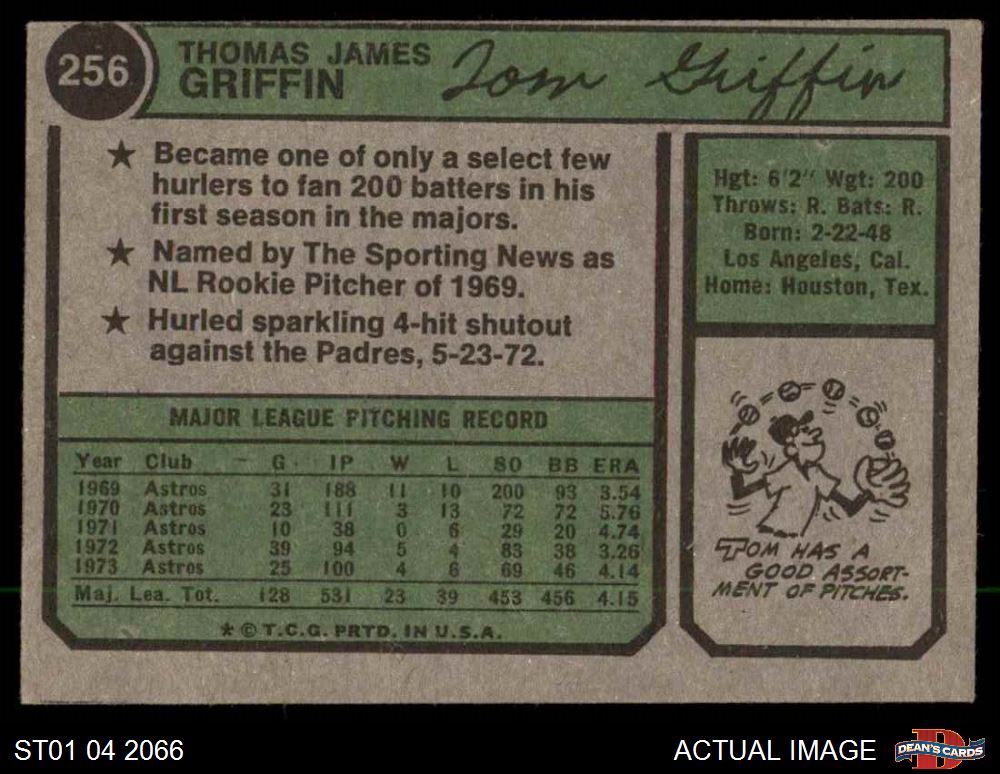 256
THOMAS JAMES
GRIFFIN
Tom Griffin
★ Became one of only a select few
hurlers to fan 200 batters in his
first season in the majors.
★ Named by The Sporting News as
NL Rookie Pitcher of 1969.
★ Hurled sparkling 4-hit shutout
against the Padres, 5-23-72.
Hgt: 6'2" Wgt: 200
Throws: R. Bats: R.
Born: 2-22-48
Los Angeles, Cal.
Home: Houston, Tex.
MAJOR LEAGUE PITCHING RECORD
Year Club G IP W L SO BB ERA
1969 Astros 31 188 11 10 200 93 3.54
1970 Astros 23 111 3 13 72 72 5.76
1971 Astros 10 38 0 6 29 20 4.74
1972 Astros 39 94 5 4 83 38 3.26
1973 Astros 25 100 4 6 69 46 4.14
Maj. Lea. Tot. 128 531 23 39 453 456 4.15
* © T.C.G. PRTD. IN U.S.A.
TOM HAS A
GOOD ASSORT-
MENT OF PITCHES.
ST01 04 2066
ACTUAL IMAGE
D
DEAN'S CARDS